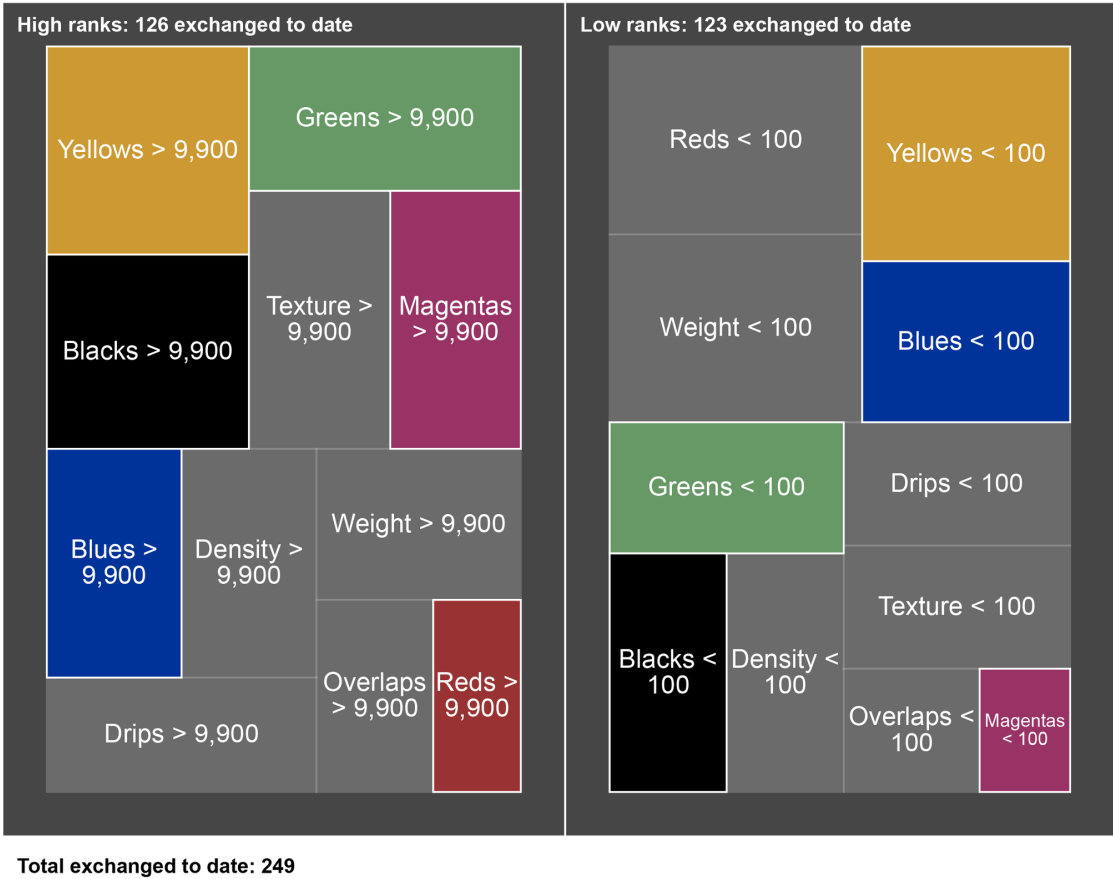 High ranks: 126 exchanged to date
Yellows > 9,900
Greens > 9,900
Blacks > 9,900
Texture >
9,900
Magentas
> 9,900
Blues >
9,900
Density >
9,900
Weight > 9,900
Drips > 9,900
Overlaps
> 9,900
Reds >
9,900
Low ranks: 123 exchanged to date
Reds < 100
Yellows < 100
Weight < 100
Blues < 100
Greens < 100
Drips < 100
Blacks <
100
Density <
100
Texture < 100
Overlaps <
100
Magentas
< 100
Total exchanged to date: 249